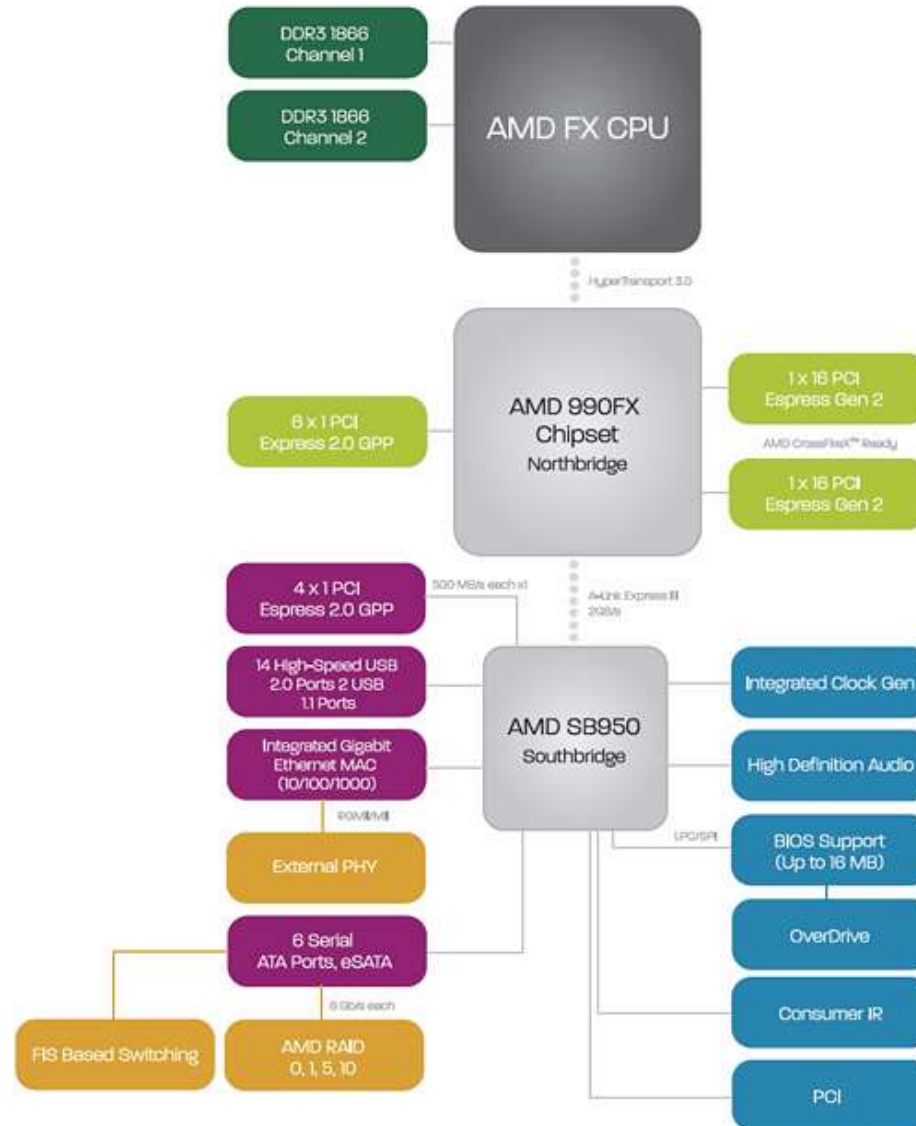 DDR3 1866
Channel 1
DDR3 1866
Channel 2
AMD FX CPU
HyperTransport 3.0
6 x 1 PCI
Express 2.0 GPP
AMD 990FX
Chipset
Northbridge
1 x 16 PCI
Espress Gen 2
AMD CrossFireX™ Ready
1 x 16 PCI
Espress Gen 2
4 x 1 PCI
Espress 2.0 GPP
500 MB/s each x1
A-Link Express III
2GB/s
14 High-Speed USB
2.0 Ports 2 USB
1.1 Ports
Integrated Gigabit
Ethernet MAC
(10/100/1000)
RGMII/MII
External PHY
AMD SB950
Southbridge
Integrated Clock Gen
High Definition Audio
LPC/SPI
BIOS Support
(Up to 16 MB)
OverDrive
6 Serial
ATA Ports, eSATA
6 Gb/s each
FIS Based Switching
AMD RAID
0, 1, 5, 10
Consumer IR
PCI